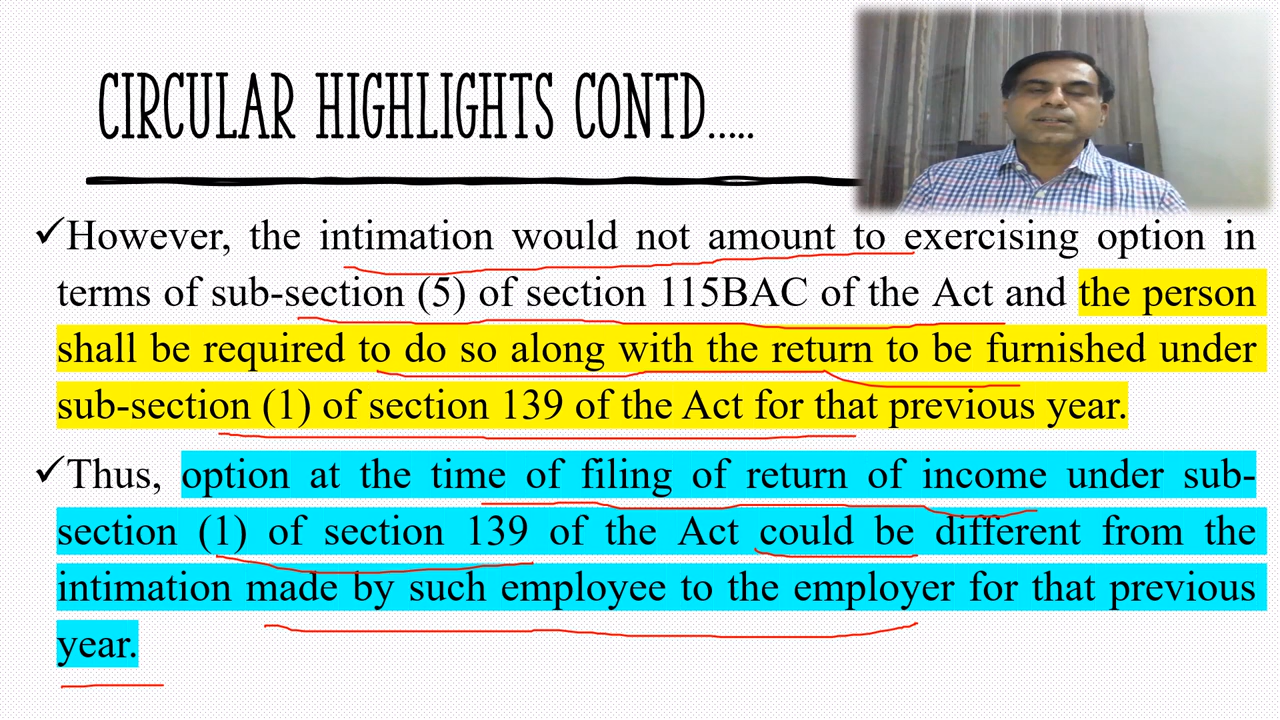 CIRCULAR HIGHLIGHTS CONTD.....
✓However, the intimation would not amount to exercising option in
terms of sub-section (5) of section 115BAC of the Act and the person
shall be required to do so along with the return to be furnished under
sub-section (1) of section 139 of the Act for that previous year.
✓Thus, option at the time of filing of return of income under sub-
section (1) of section 139 of the Act could be different from the
intimation made by such employee to the employer for that previous
year.